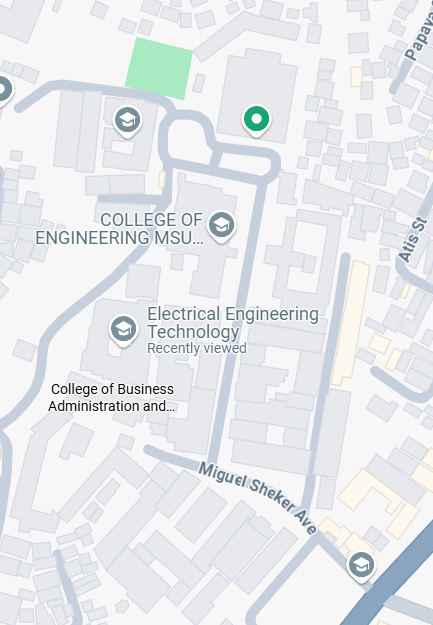 Papaya
COLLEGE OF
ENGINEERING MSU...
Atis St
Electrical Engineering
Technology
Recently viewed
College of Business
Administration and...
Miguel Sheker Ave